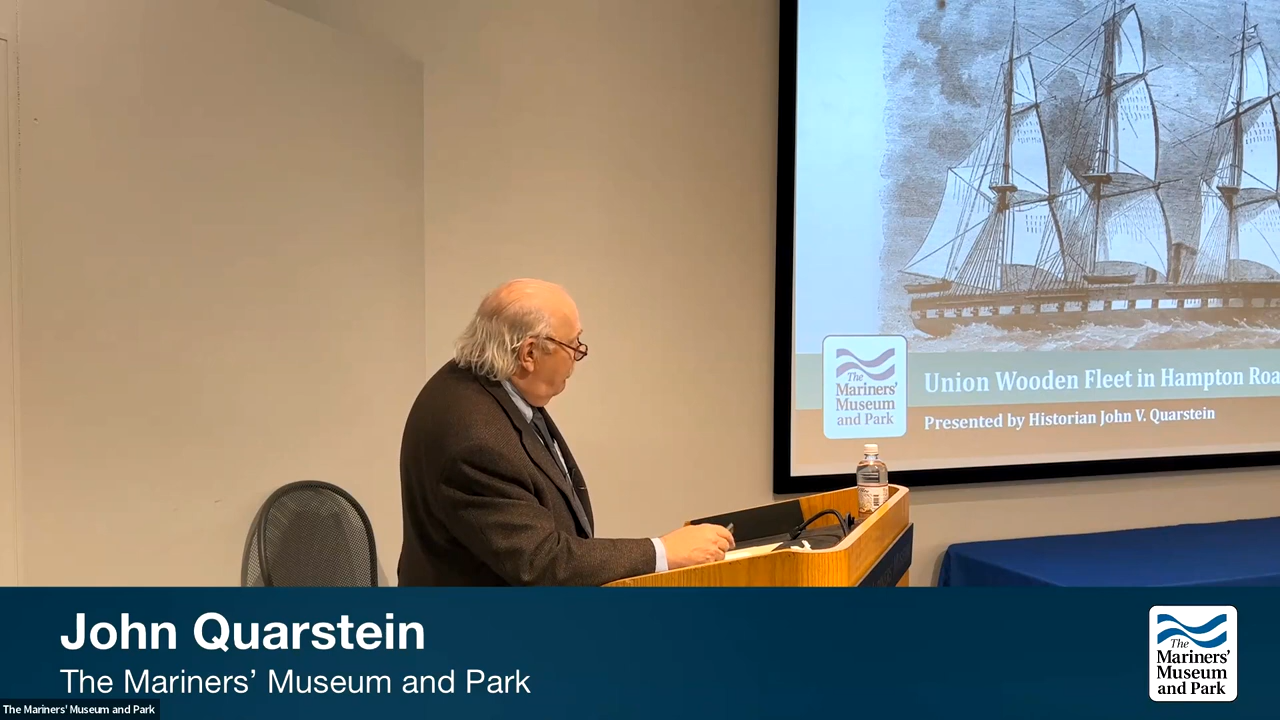 The
Mariners'
Museum
and Park
Union Wooden Fleet in Hampton Roa
Presented by Historian John V. Quarstein
John Quarstein
The Mariners' Museum and Park
The
Mariners'
Museum
and Park
The Mariners' Museum and Park